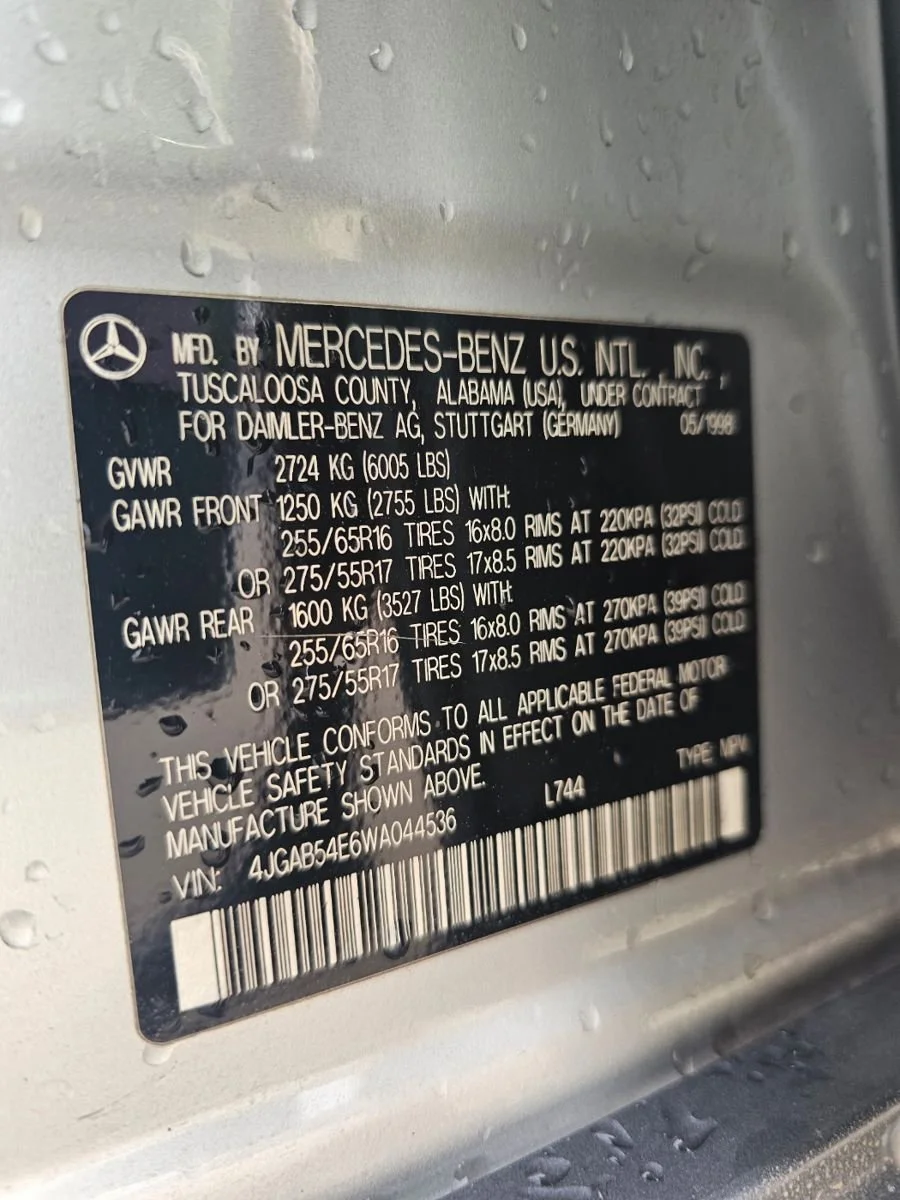 MFD. BY MERCEDES-BENZ U.S. INTL., INC.,
TUSCALOOSA COUNTY, ALABAMA (USA), UNDER CONTRACT
FOR DAIMLER-BENZ AG, STUTTGART (GERMANY) 05/1998
GVWR 2724 KG (6005 LBS)
GAWR FRONT 1250 KG (2755 LBS) WITH:
255/65R16 TIRES 16x8.0 RIMS AT 220KPA (32PSI) COLD
OR 275/55R17 TIRES 17x8.5 RIMS AT 220KPA (32PSI) COLD
GAWR REAR 1600 KG (3527 LBS) WITH:
255/65R16 TIRES 16x8.0 RIMS AT 270KPA (39PSI) COLD
OR 275/55R17 TIRES 17x8.5 RIMS AT 270KPA (39PSI) COLD
THIS VEHICLE CONFORMS TO ALL APPLICABLE FEDERAL MOTOR
VEHICLE SAFETY STANDARDS IN EFFECT ON THE DATE OF
MANUFACTURE SHOWN ABOVE. L744 TYPE: MPV
VIN: 4JGAB54E6WA044536